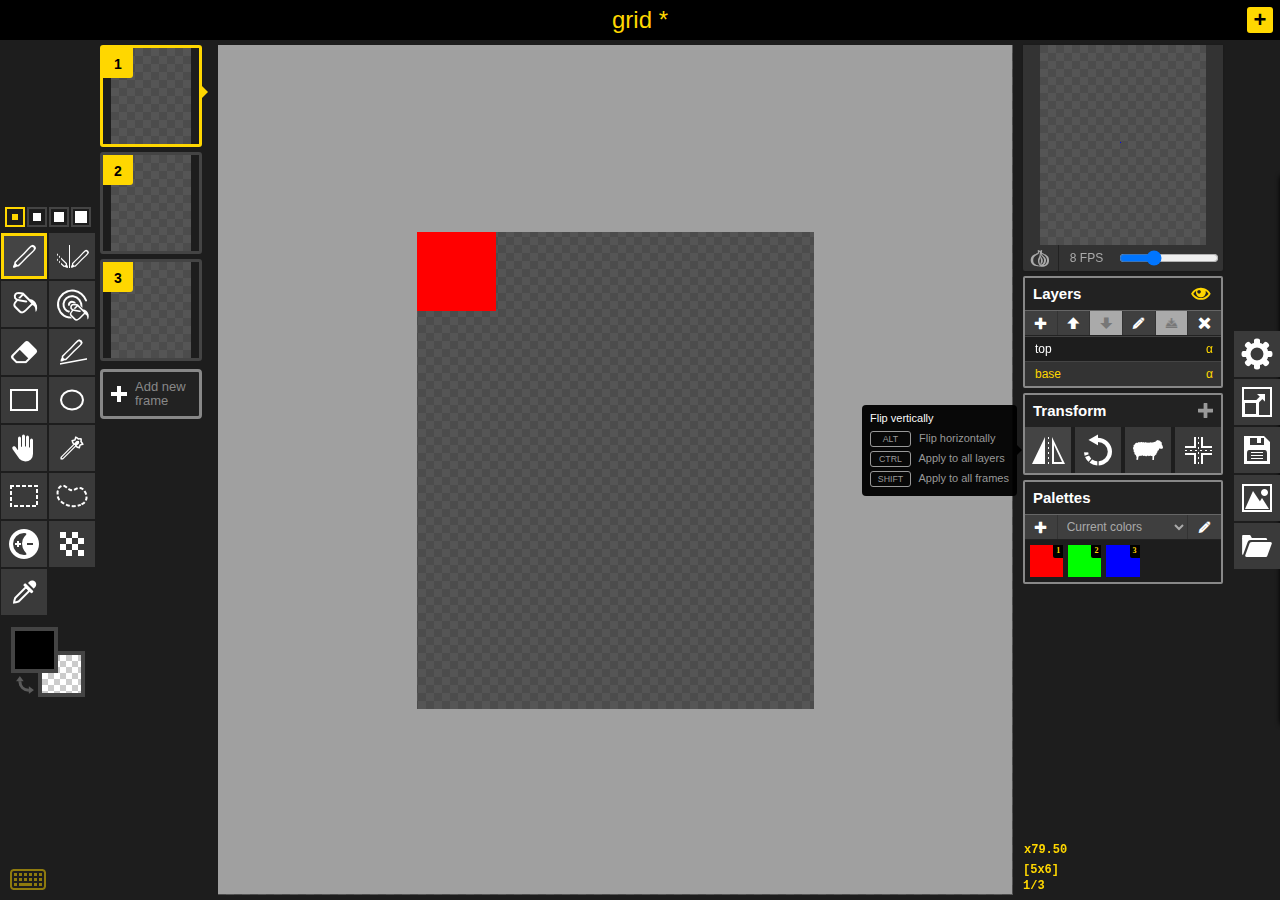 grid *
+
1
2
3
Add new
frame
8 FPS
Layers
top α
base α
Transform
Flip vertically
ALT Flip horizontally
CTRL Apply to all layers
SHIFT Apply to all frames
Palettes
Current colors
1 2 3
x79.50
[5x6]
1/3